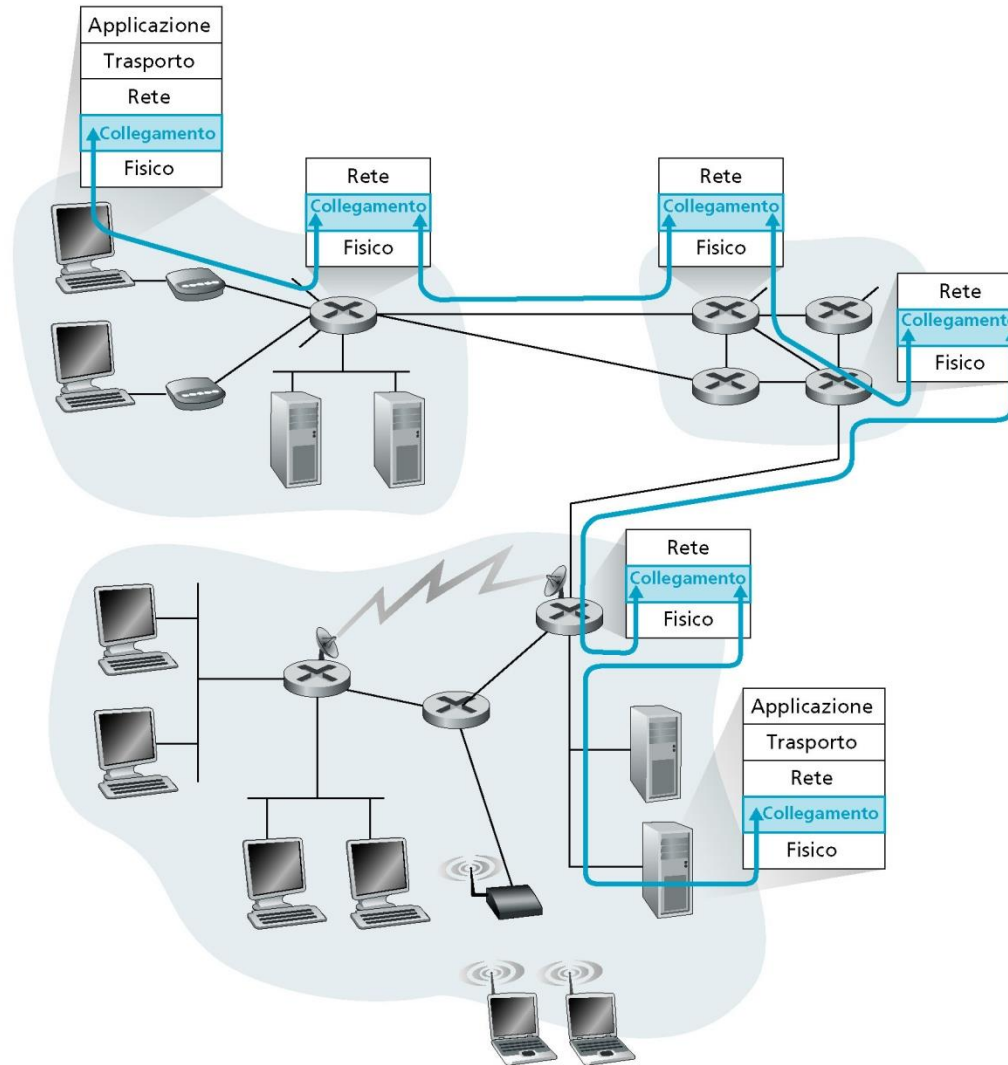 Applicazione
Trasporto
Rete
Collegamento
Fisico
Rete
Collegamento
Fisico
Rete
Collegamento
Fisico
Rete
Collegamento
Fisico
Rete
Collegamento
Fisico
Applicazione
Trasporto
Rete
Collegamento
Fisico